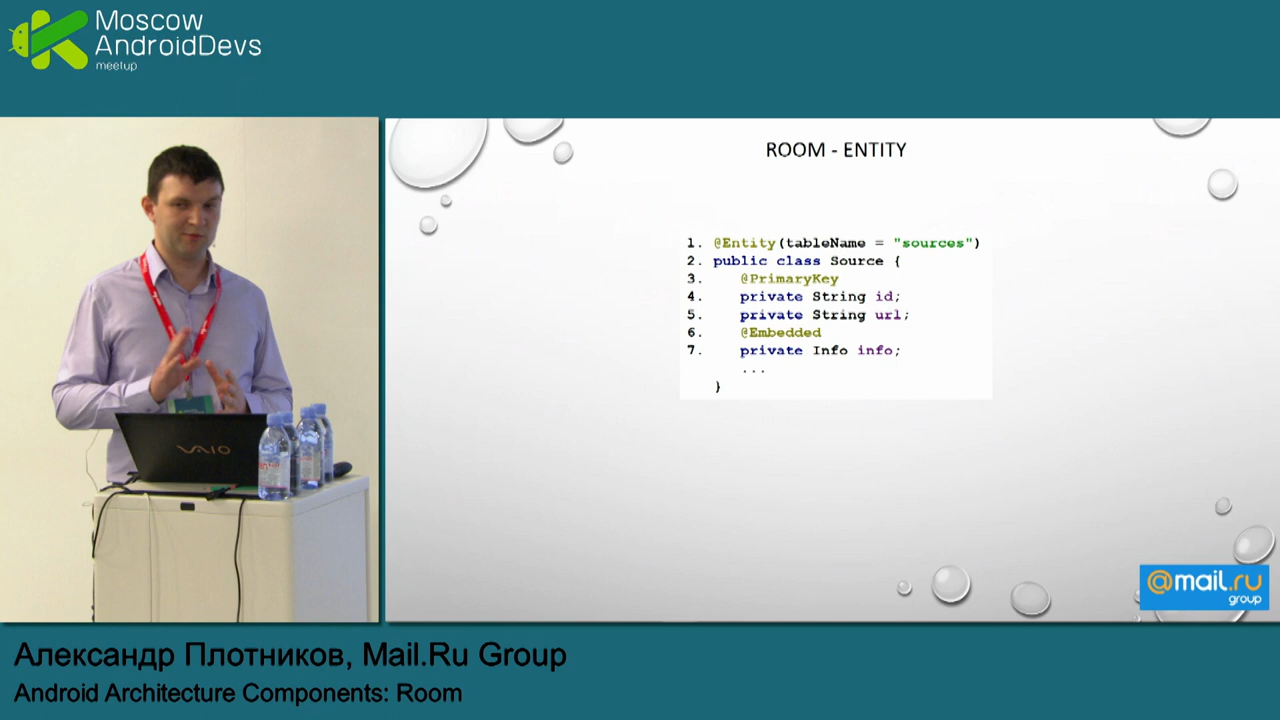 Moscow
AndroidDevs
meetup
ROOM - ENTITY
1. @Entity(tableName = "sources")
2. public class Source {
3. @PrimaryKey
4. private String id;
5. private String url;
6. @Embedded
7. private Info info;
...
}
VAIO
@mail.ru
group
Александр Плотников, Mail.Ru Group
Android Architecture Components: Room